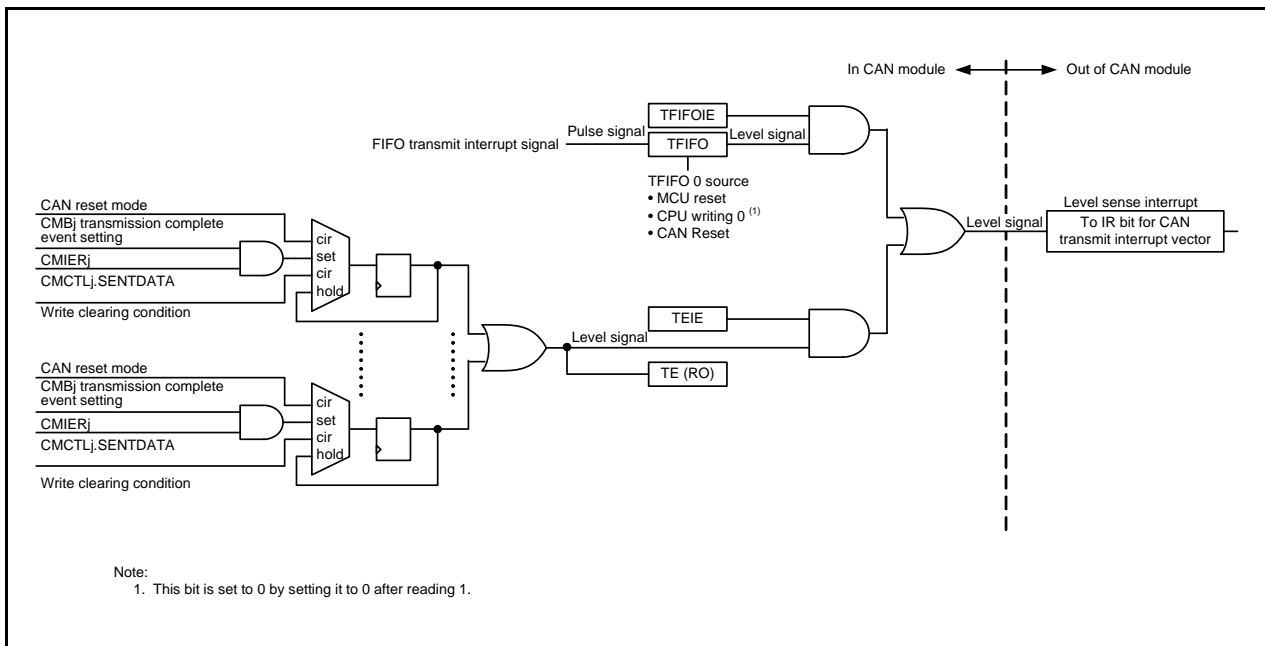 In CAN module
Out of CAN module
TFIFOIE
Pulse signal
Level signal
FIFO transmit interrupt signal
TFIFO
TFIFO 0 source
• MCU reset
• CPU writing 0 (1)
• CAN Reset
Level sense interrupt
Level signal
To IR bit for CAN
transmit interrupt vector
CAN reset mode
CMBj transmission complete
event setting
CMIERj
CMCTLj.SENTDATA
Write clearing condition
cir
set
cir
hold
TEIE
Level signal
TE (RO)
CAN reset mode
CMBj transmission complete
event setting
CMIERj
CMCTLj.SENTDATA
Write clearing condition
cir
set
cir
hold
Note:
1. This bit is set to 0 by setting it to 0 after reading 1.